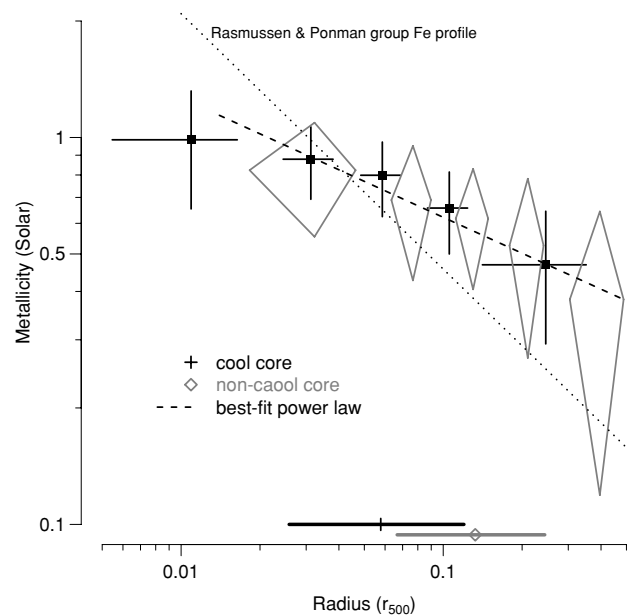 Rasmussen & Ponman group Fe profile
1
0.5
0.1
Metallicity (Solar)
cool core
non-caool core
best-fit power law
0.01
0.1
Radius (r500)